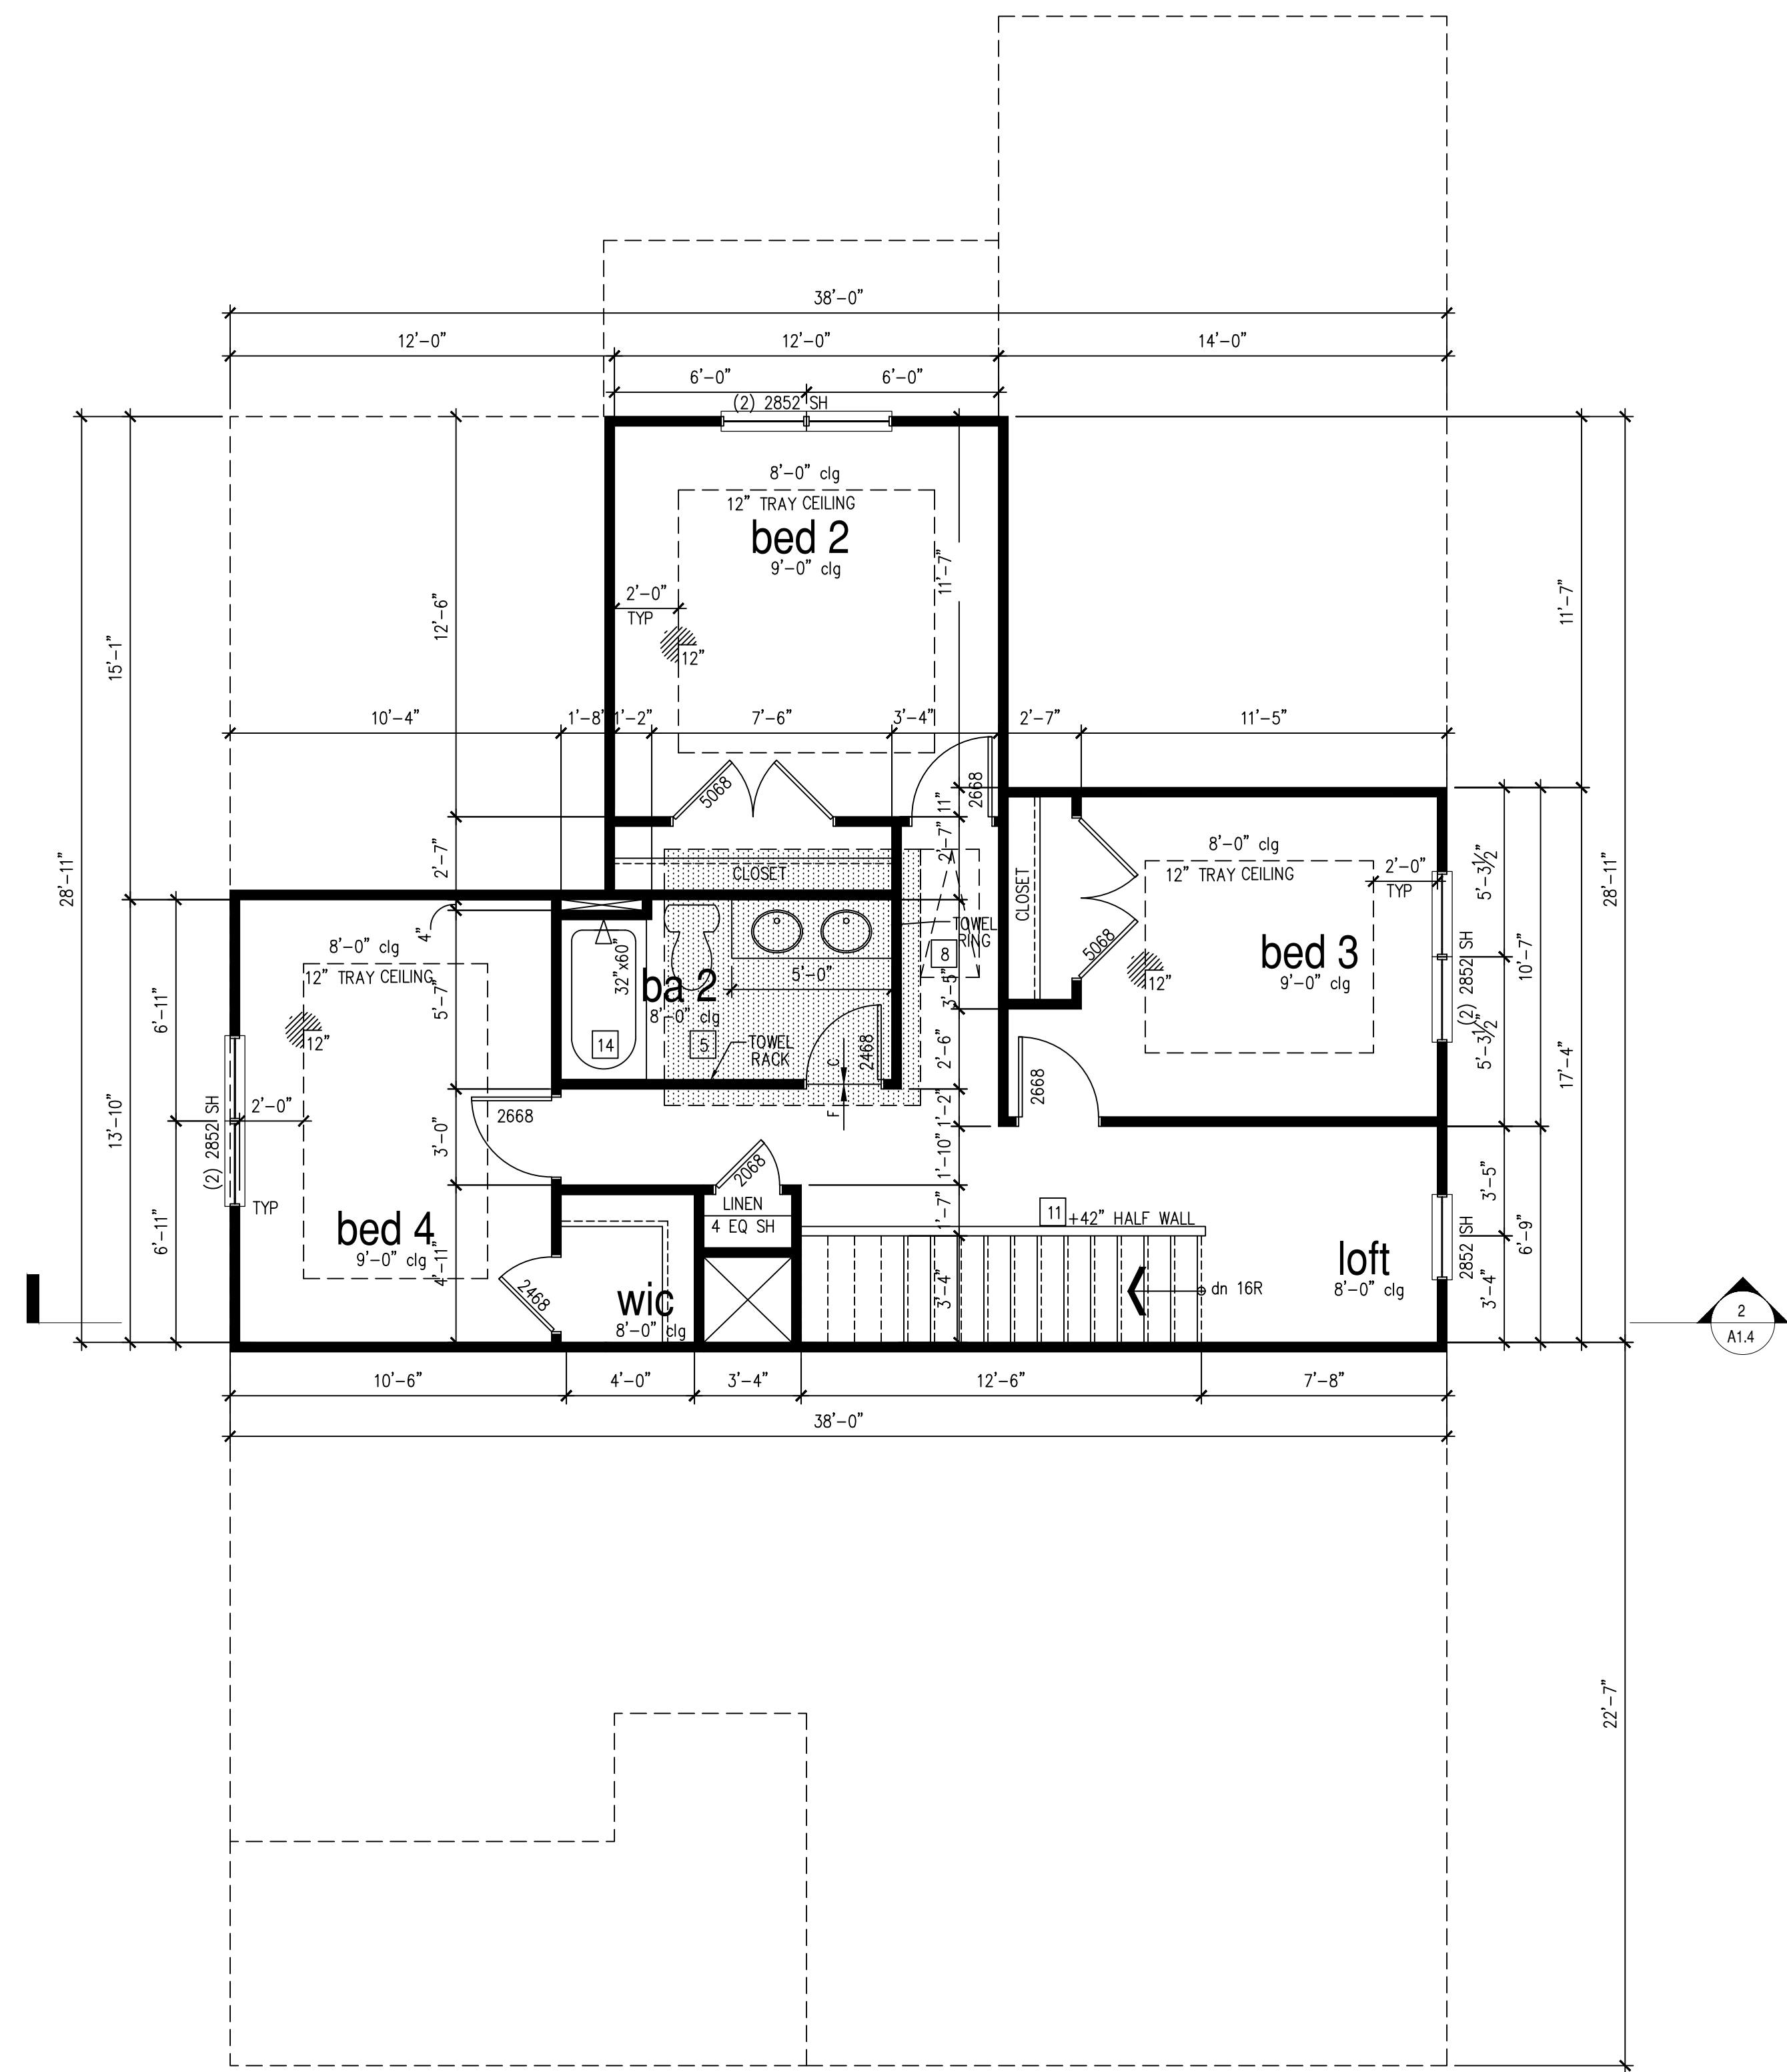 38'-0"
12'-0" 12'-0" 14'-0"
6'-0" 6'-0"
(2) 2852 SH
8'-0" clg
12" TRAY CEILING
bed 2
9'-0" clg
2'-0"
TYP
12"
11'-7"
12'-6"
15'-1"
28'-11"
11'-7"
28'-11"
10'-4" 1'-8" 1'-2" 7'-6" 3'-4" 2'-7" 11'-5"
5068
2668
11"
2'-7"
2'-7"
CLOSET
CLOSET
8'-0" clg
12" TRAY CEILING
2'-0"
TYP
5068
bed 3
9'-0" clg
12"
(2) 2852 SH
5'-3 1/2"
5'-3 1/2"
10'-7"
17'-4"
TOWEL
RING
8
3'-5"
2'-6"
1'-2"
1'-10"
1'-7"
3'-4"
4"
8'-0" clg
12" TRAY CEILING
12"
5'-7"
6'-11"
13'-10"
6'-11"
(2) 2852 SH
2'-0"
TYP
3'-0"
4'-11"
bed 4
9'-0" clg
32"x60"
ba 2
8'-0" clg
5'-0"
14
5
TOWEL
RACK
2468
C
F
2668
2668
2068
LINEN
4 EQ SH
2468
wic
8'-0" clg
11
+42" HALF WALL
dn 16R
loft
8'-0" clg
2852 SH
3'-5"
3'-4"
6'-9"
2
A1.4
10'-6" 4'-0" 3'-4" 12'-6" 7'-8"
38'-0"
22'-7"